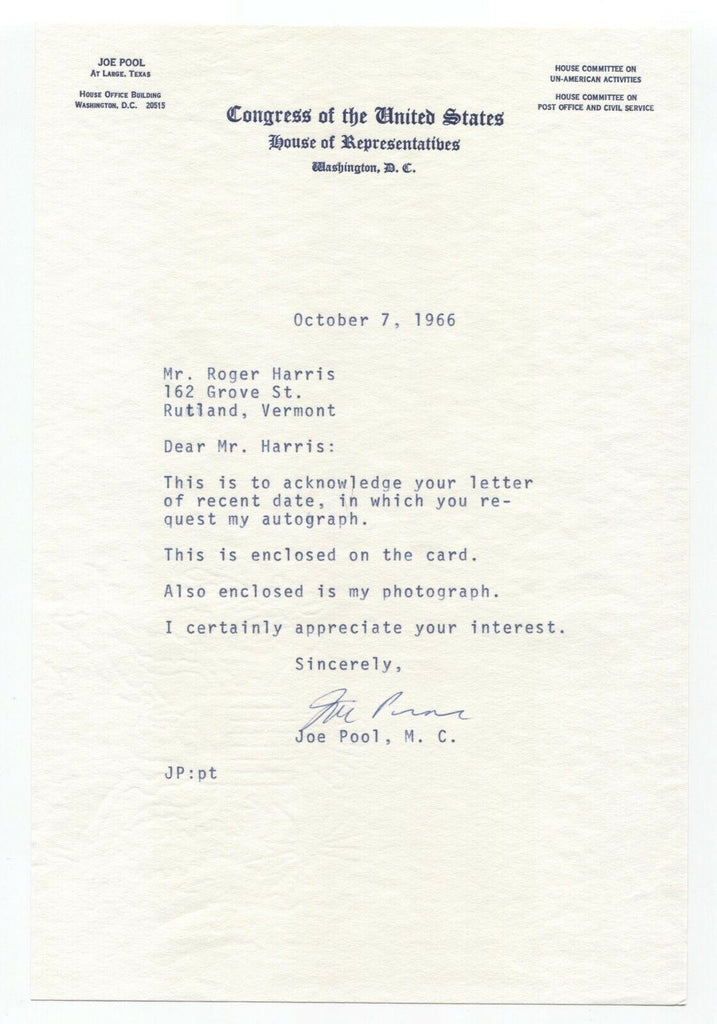 JOE POOL
AT LARGE, TEXAS
HOUSE OFFICE BUILDING
WASHINGTON, D.C. 20515
HOUSE COMMITTEE ON
UN-AMERICAN ACTIVITIES
HOUSE COMMITTEE ON
POST OFFICE AND CIVIL SERVICE
Congress of the United States
House of Representatives
Washington, D. C.
October 7, 1966
Mr. Roger Harris
162 Grove St.
Rutland, Vermont
Dear Mr. Harris:
This is to acknowledge your letter
of recent date, in which you re-
quest my autograph.
This is enclosed on the card.
Also enclosed is my photograph.
I certainly appreciate your interest.
Sincerely,
Joe Pool
Joe Pool, M. C.
JP:pt